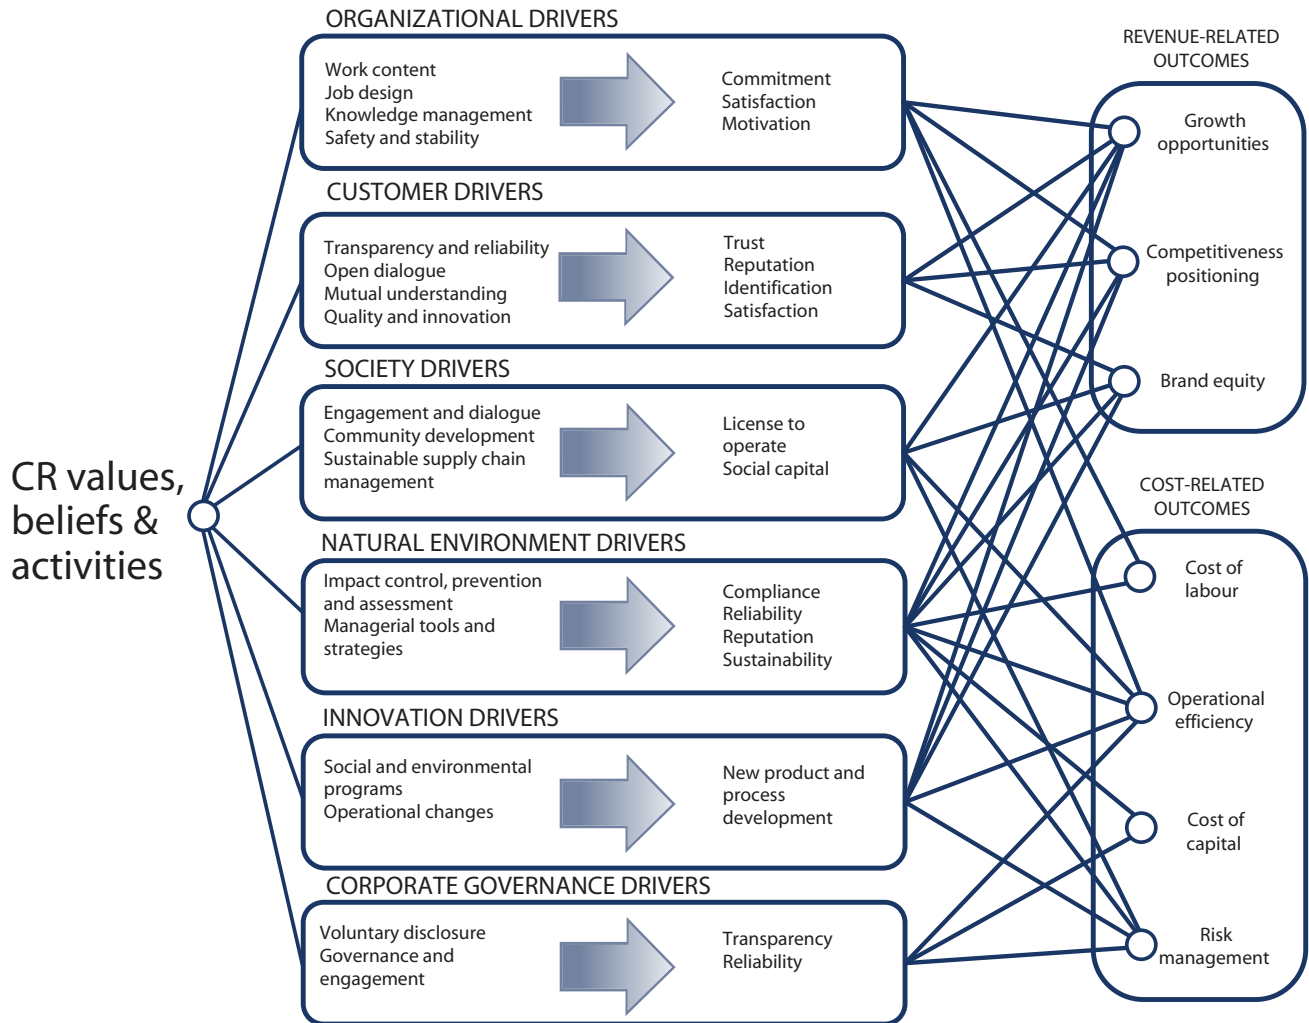 ORGANIZATIONAL DRIVERS
Work content
Job design
Knowledge management
Safety and stability
Commitment
Satisfaction
Motivation
CUSTOMER DRIVERS
Transparency and reliability
Open dialogue
Mutual understanding
Quality and innovation
Trust
Reputation
Identification
Satisfaction
SOCIETY DRIVERS
Engagement and dialogue
Community development
Sustainable supply chain
management
License to
operate
Social capital
CR values,
beliefs &
activities
NATURAL ENVIRONMENT DRIVERS
Impact control, prevention
and assessment
Managerial tools and
strategies
Compliance
Reliability
Reputation
Sustainability
INNOVATION DRIVERS
Social and environmental
programs
Operational changes
New product and
process
development
CORPORATE GOVERNANCE DRIVERS
Voluntary disclosure
Governance and
engagement
Transparency
Reliability
REVENUE-RELATED
OUTCOMES
Growth
opportunities
Competitiveness
positioning
Brand equity
COST-RELATED
OUTCOMES
Cost of
labour
Operational
efficiency
Cost of
capital
Risk
management